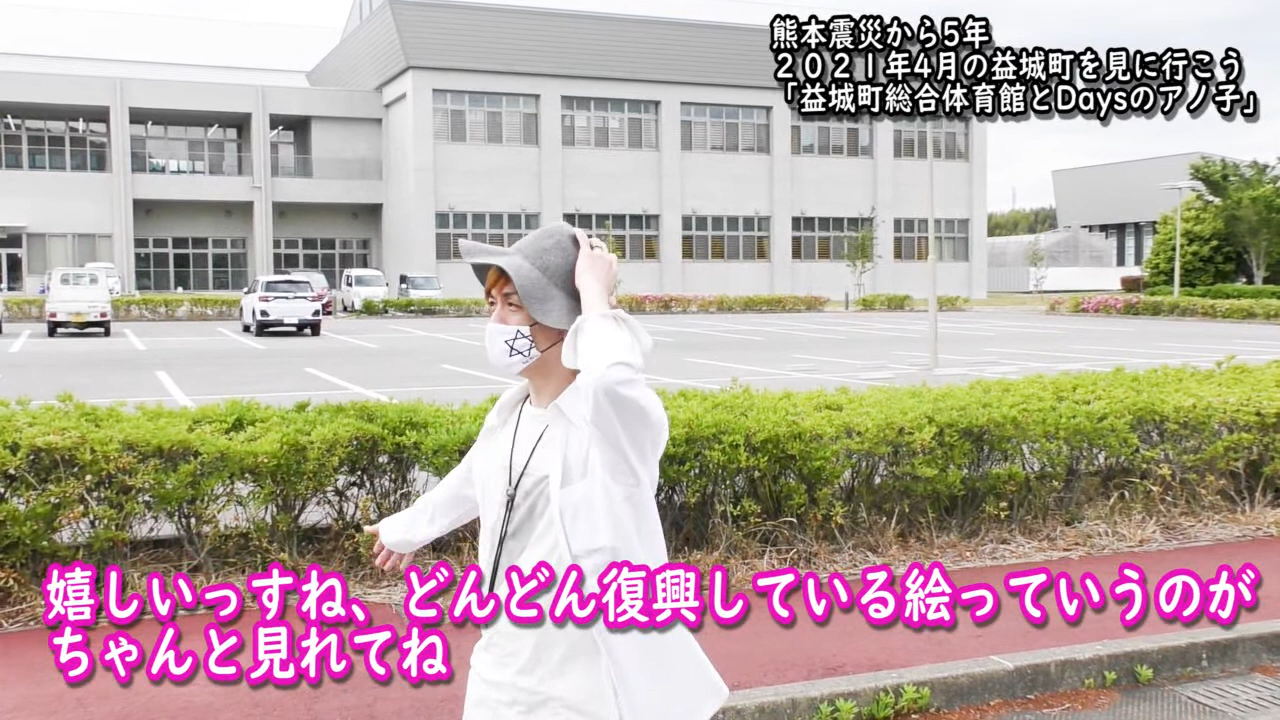 熊本震災から5年
２０２１年4月の益城町を見に行こう
「益城町総合体育館とDaysのアノ子」
嬉しいっすね、どんどん復興している絵っていうのが
ちゃんと見れてね